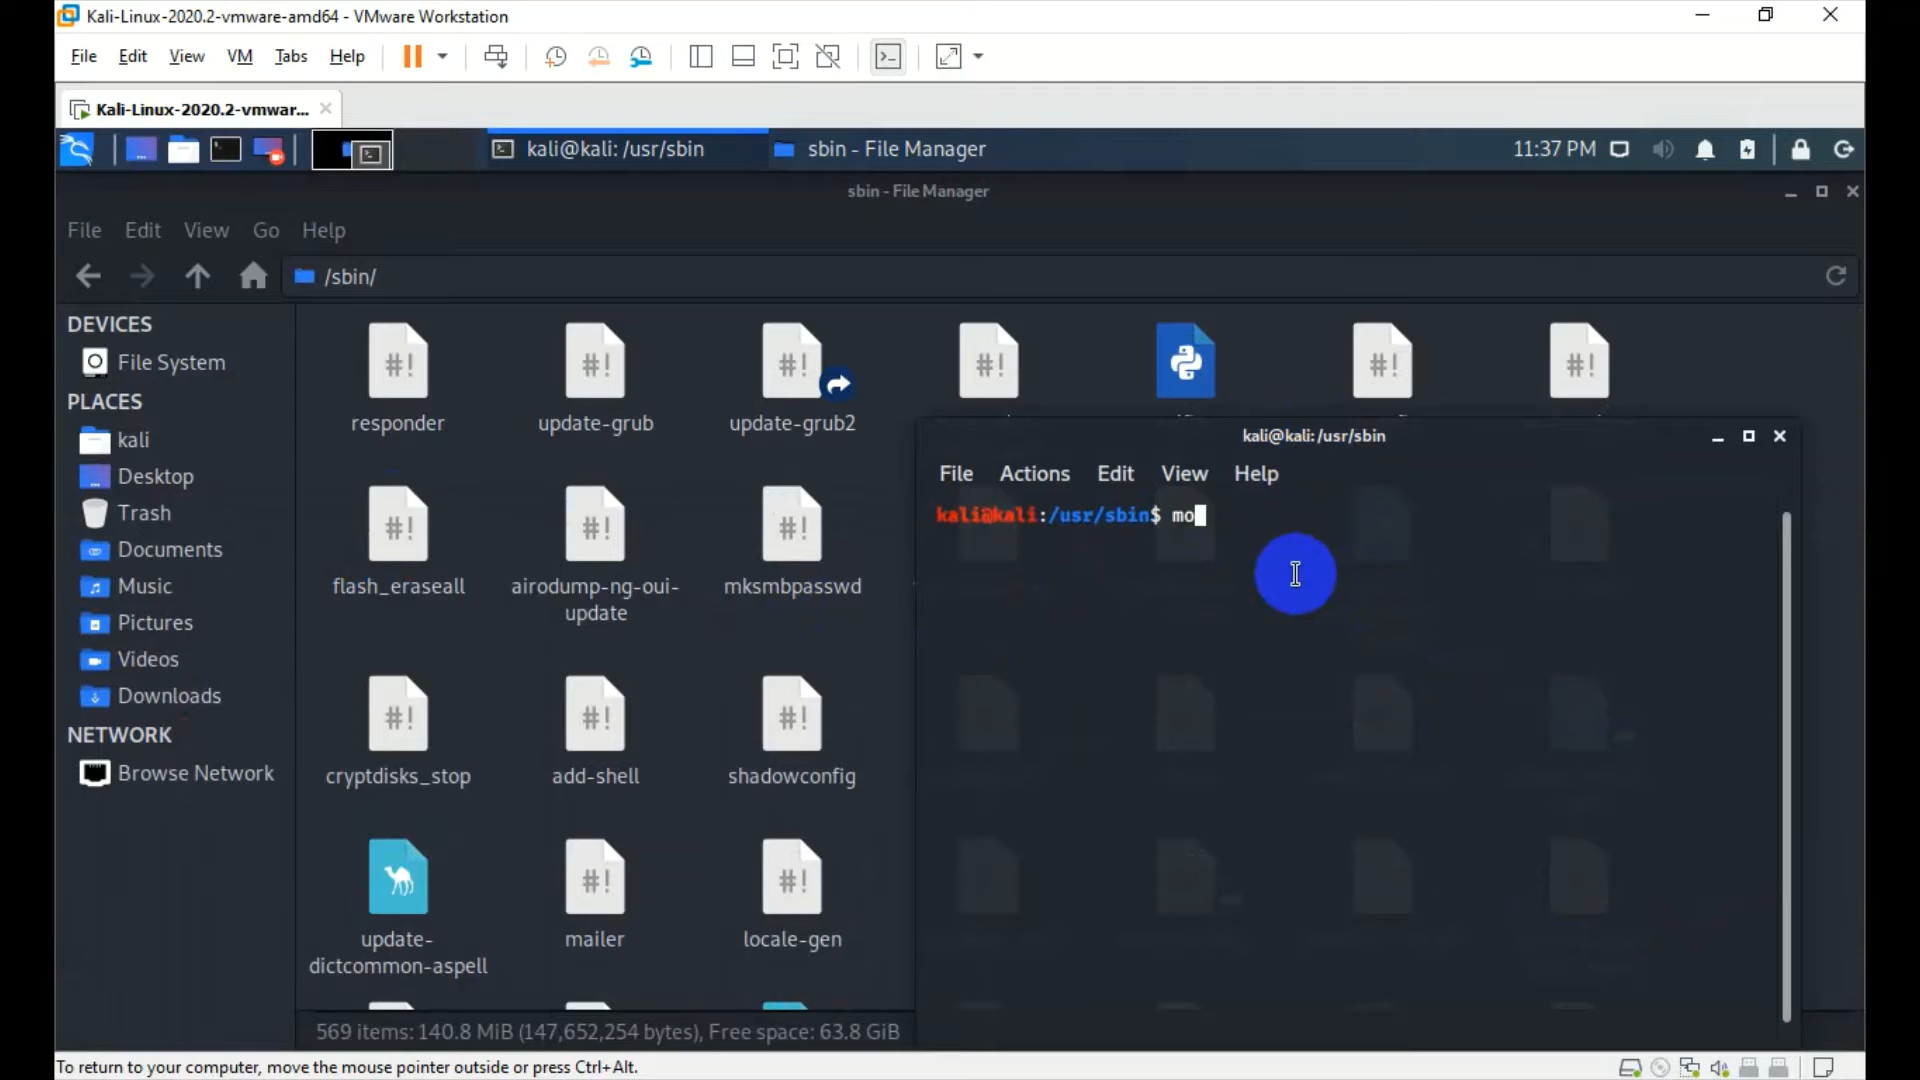 Kali-Linux-2020.2-vmware-amd64 - VMware Workstation
File Edit View VM Tabs Help
Kali-Linux-2020.2-vmwar...
kali@kali: /usr/sbin
sbin - File Manager
11:37 PM
sbin - File Manager
File Edit View Go Help
/sbin/
DEVICES
File System
PLACES
kali
Desktop
Trash
Documents
Music
Pictures
Videos
Downloads
NETWORK
Browse Network
#! #! #! #! #! #!
responder update-grub update-grub2
#! #! #!
flash_eraseall airodump-ng-oui-
update mksmbpasswd
#! #! #!
cryptdisks_stop add-shell shadowconfig
#! #!
update-
dictcommon-aspell mailer locale-gen
kali@kali: /usr/sbin
File Actions Edit View Help
kali@kali:/usr/sbin$ mo
569 items: 140.8 MiB (147,652,254 bytes), Free space: 63.8 GiB
To return to your computer, move the mouse pointer outside or press Ctrl+Alt.